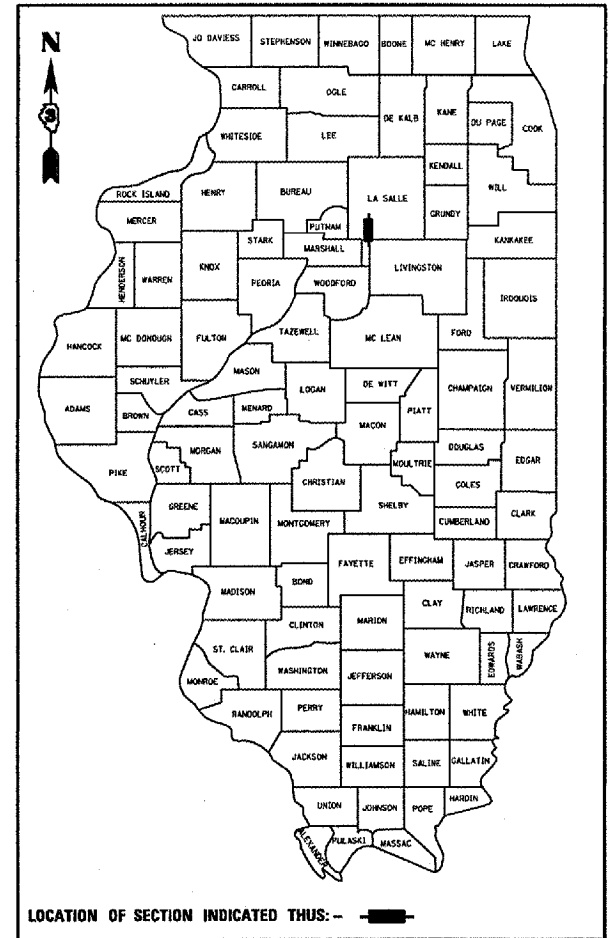 JO DAVIESS STEPHENSON WINNEBAGO BOONE MC HENRY LAKE
N
CARROLL OGLE DE KALB KANE DU PAGE COOK
WHITESIDE LEE
KENDALL WILL
ROCK ISLAND HENRY BUREAU LA SALLE GRUNDY
MERCER PUTNAM KANKAKEE
STARK MARSHALL
HENDERSON WARREN KNOX PEORIA WOODFORD LIVINGSTON IROQUOIS
HANCOCK MC DONOUGH FULTON TAZEWELL MC LEAN FORD
SCHUYLER MASON LOGAN DE WITT CHAMPAIGN VERMILION
ADAMS BROWN CASS MENARD MACON PIATT
PIKE SCOTT MORGAN SANGAMON CHRISTIAN MOULTRIE DOUGLAS EDGAR
COLES
CALHOUN GREENE MACOUPIN MONTGOMERY SHELBY CUMBERLAND CLARK
JERSEY FAYETTE EFFINGHAM JASPER CRAWFORD
MADISON BOND
CLAY RICHLAND LAWRENCE
CLINTON MARION
ST. CLAIR WAYNE EDWARDS WABASH
WASHINGTON JEFFERSON
MONROE
RANDOLPH PERRY HAMILTON WHITE
FRANKLIN
JACKSON WILLIAMSON SALINE GALLATIN
UNION JOHNSON POPE HARDIN
ALEXANDER PULASKI MASSAC
LOCATION OF SECTION INDICATED THUS: -